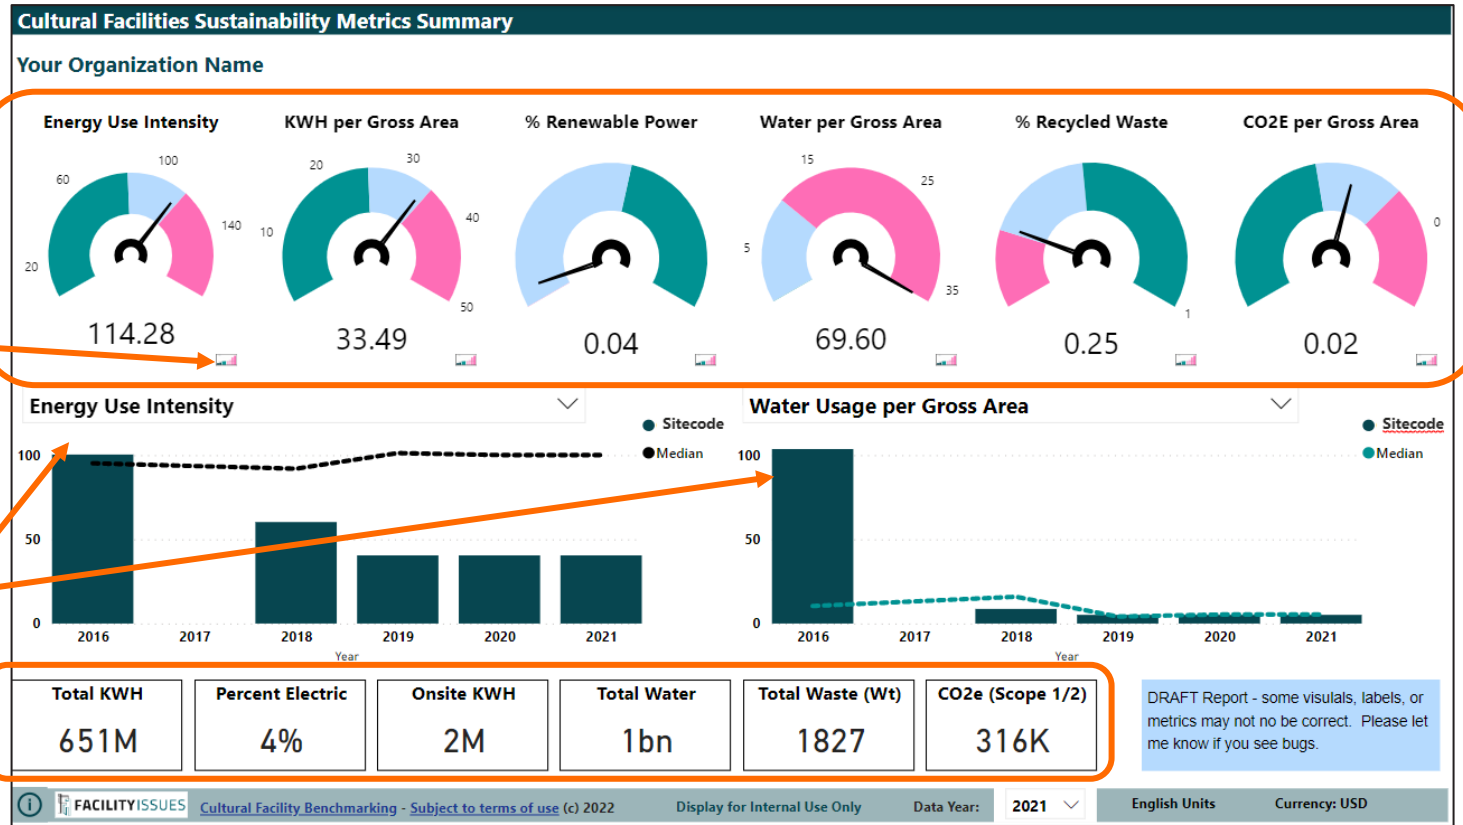 Cultural Facilities Sustainability Metrics Summary
Your Organization Name
Energy Use Intensity
KWH per Gross Area
% Renewable Power
Water per Gross Area
% Recycled Waste
CO2E per Gross Area
20
60
100
140
114.28
10
20
30
40
50
33.49
0.04
5
15
25
35
69.60
1
0.25
0
0.02
Energy Use Intensity
Sitecode
Median
100
50
0
2016 2017 2018 2019 2020 2021
Year
Water Usage per Gross Area
Sitecode
Median
100
50
0
2016 2017 2018 2019 2020 2021
Year
Total KWH
651M
Percent Electric
4%
Onsite KWH
2M
Total Water
1bn
Total Waste (Wt)
1827
CO2e (Scope 1/2)
316K
DRAFT Report - some visulals, labels, or
metrics may not no be correct. Please let
me know if you see bugs.
i
FACILITYISSUES
Cultural Facility Benchmarking - Subject to terms of use (c) 2022
Display for Internal Use Only
Data Year:
2021
English Units
Currency: USD